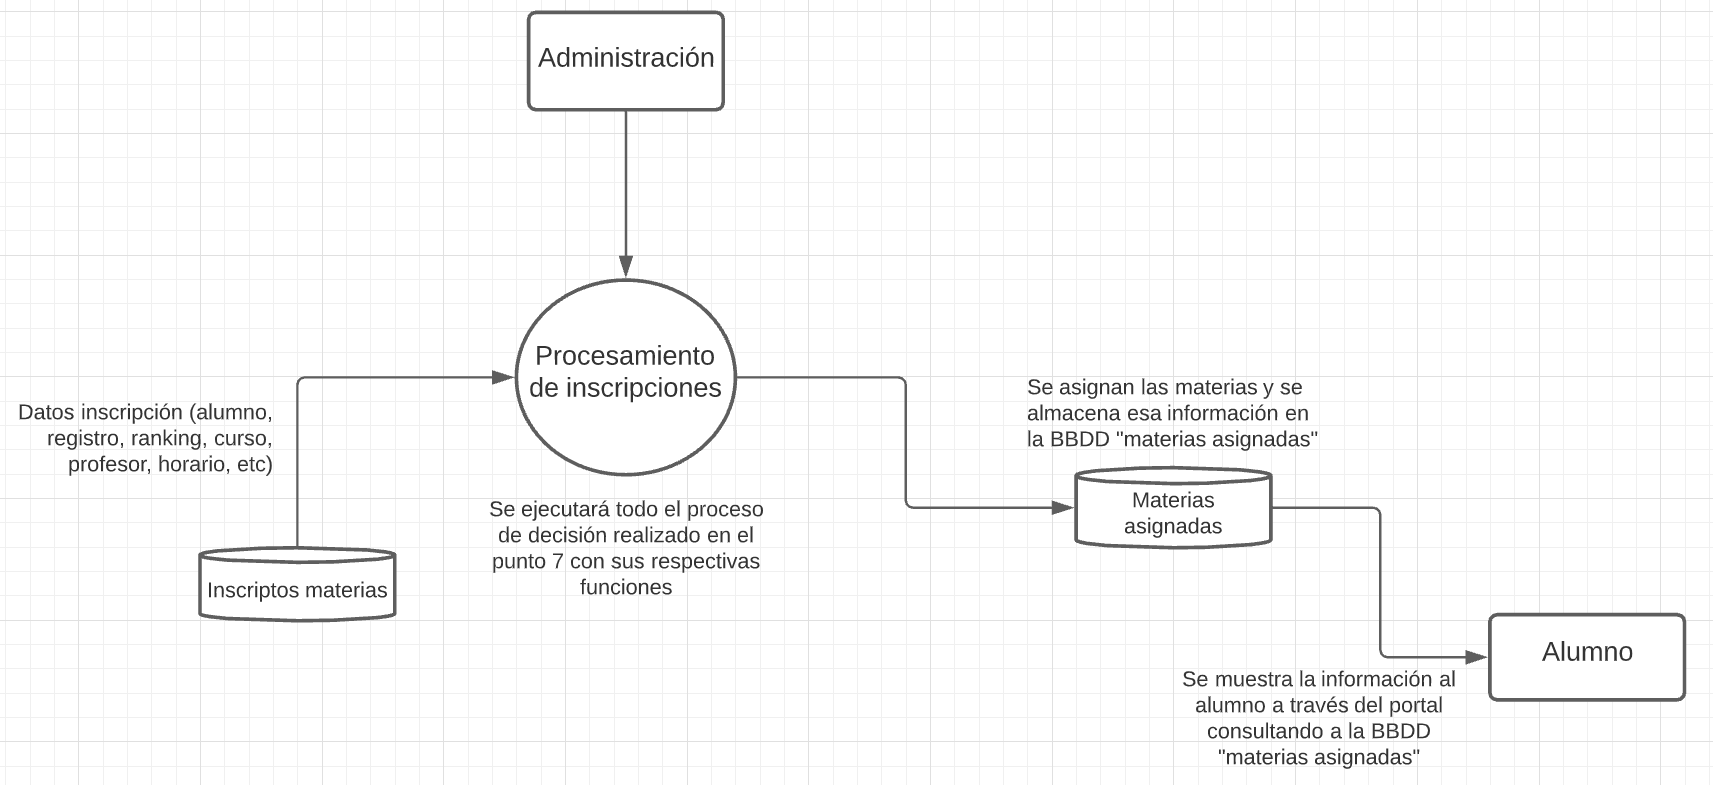 Administración
Procesamiento
de inscripciones
Datos inscripción (alumno,
registro, ranking, curso,
profesor, horario, etc)
Se asignan las materias y se
almacena esa información en
la BBDD "materias asignadas"
Se ejecutará todo el proceso
de decisión realizado en el
punto 7 con sus respectivas
funciones
Materias
asignadas
Inscriptos materias
Alumno
Se muestra la información al
alumno a través del portal
consultando a la BBDD
"materias asignadas"